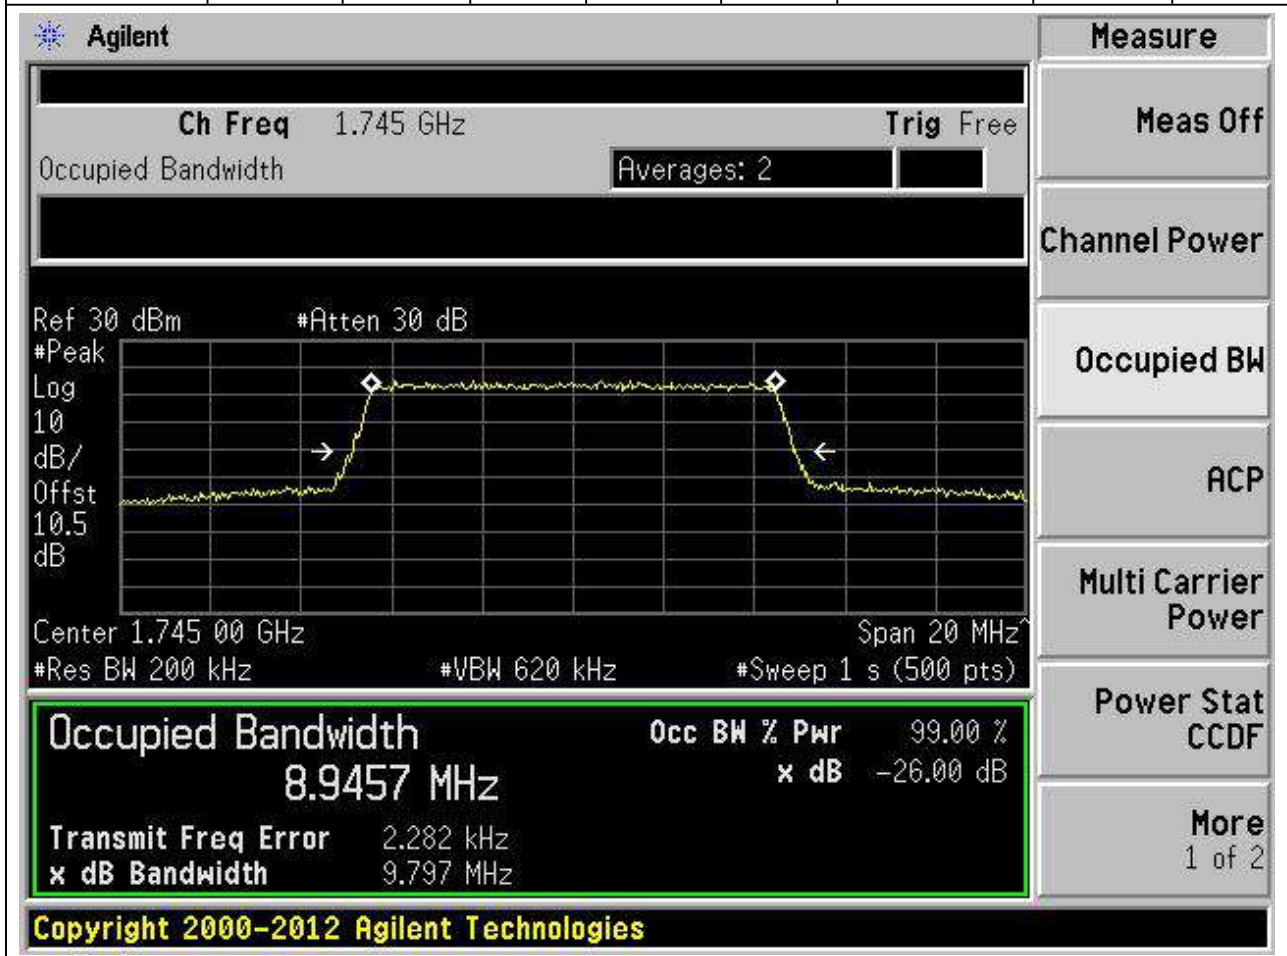 Agilent
Measure
Ch Freq 1.745 GHz Trig Free
Meas Off
Occupied Bandwidth Averages: 2
Channel Power
Ref 30 dBm #Atten 30 dB
#Peak
Log
10
dB/
Offst
10.5
dB
Occupied BW
ACP
Center 1.745 00 GHz Span 20 MHz^
#Res BW 200 kHz #VBW 620 kHz #Sweep 1 s (500 pts)
Multi Carrier
Power
Occupied Bandwidth Occ BW % Pwr 99.00 %
8.9457 MHz x dB -26.00 dB
Transmit Freq Error 2.282 kHz
x dB Bandwidth 9.797 MHz
Power Stat
CCDF
More
1 of 2
Copyright 2000-2012 Agilent Technologies